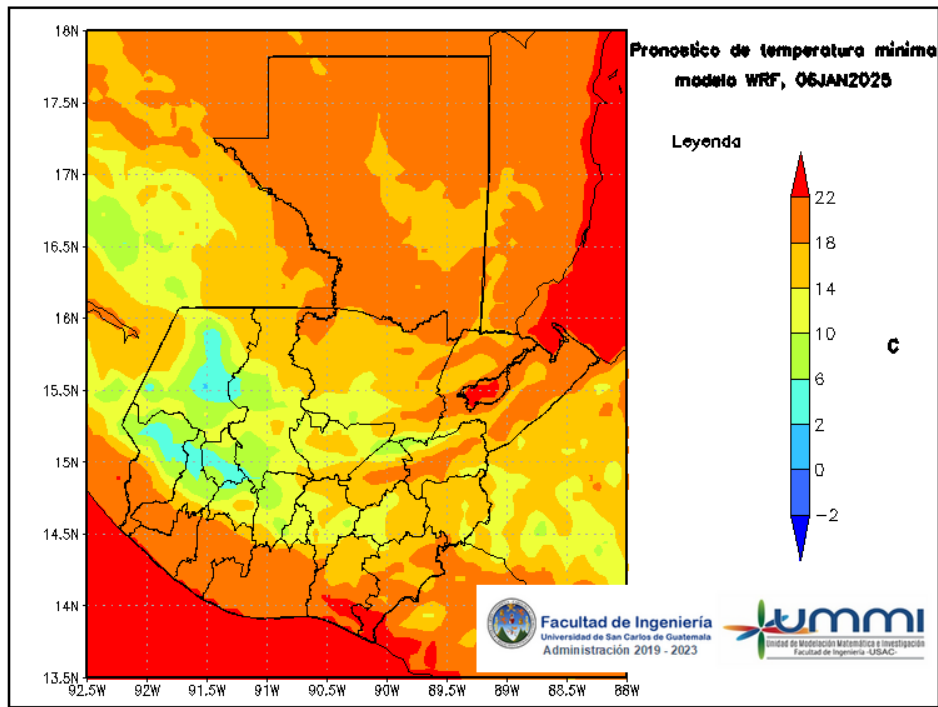 Pronostico de temperatura minima
modelo WRF, 06JAN2025
Leyenda
22
18
14
10
6
2
0
-2
C
18N
17.5N
17N
16.5N
16N
15.5N
15N
14.5N
14N
13.5N
92.5W
92W
91.5W
91W
90.5W
90W
89.5W
89W
88.5W
88W
Facultad de Ingeniería
Universidad de San Carlos de Guatemala
Administración 2019 - 2023
ummi
Unidad de Modelación Matemática e Investigación
Facultad de Ingeniería -USAC-